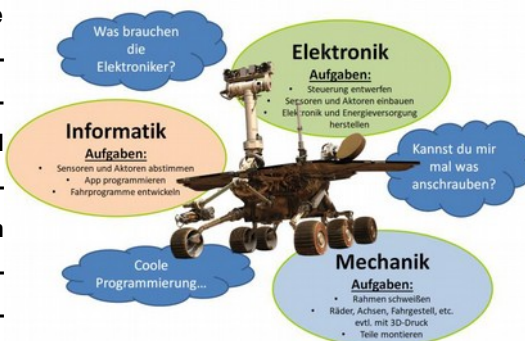 Was brauchen
die
Elektroniker?
Elektronik
Aufgaben:
• Steuerung entwerfen
• Sensoren und Aktoren einbauen
• Elektronik und Energieversorgung
herstellen
Informatik
Aufgaben:
• Sensoren und Aktoren abstimmen
• App programmieren
• Fahrprogramme entwickeln
Kannst du mir
mal was
anschrauben?
Coole
Programmierung...
Mechanik
Aufgaben:
• Rahmen schweißen
• Räder, Achsen, Fahrgestell, etc.
evtl. mit 3D-Druck
• Teile montieren